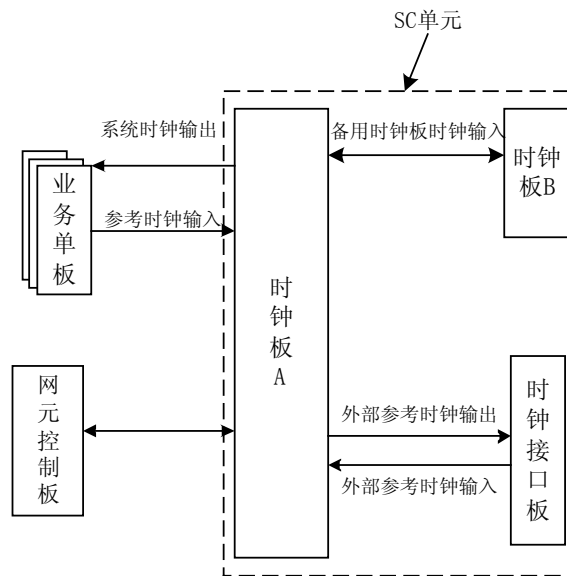 SC单元
系统时钟输出
备用时钟板时钟输入
时钟
板B
业务单板
参考时钟输入
时钟板A
网元控制板
外部参考时钟输出
外部参考时钟输入
时钟接口板